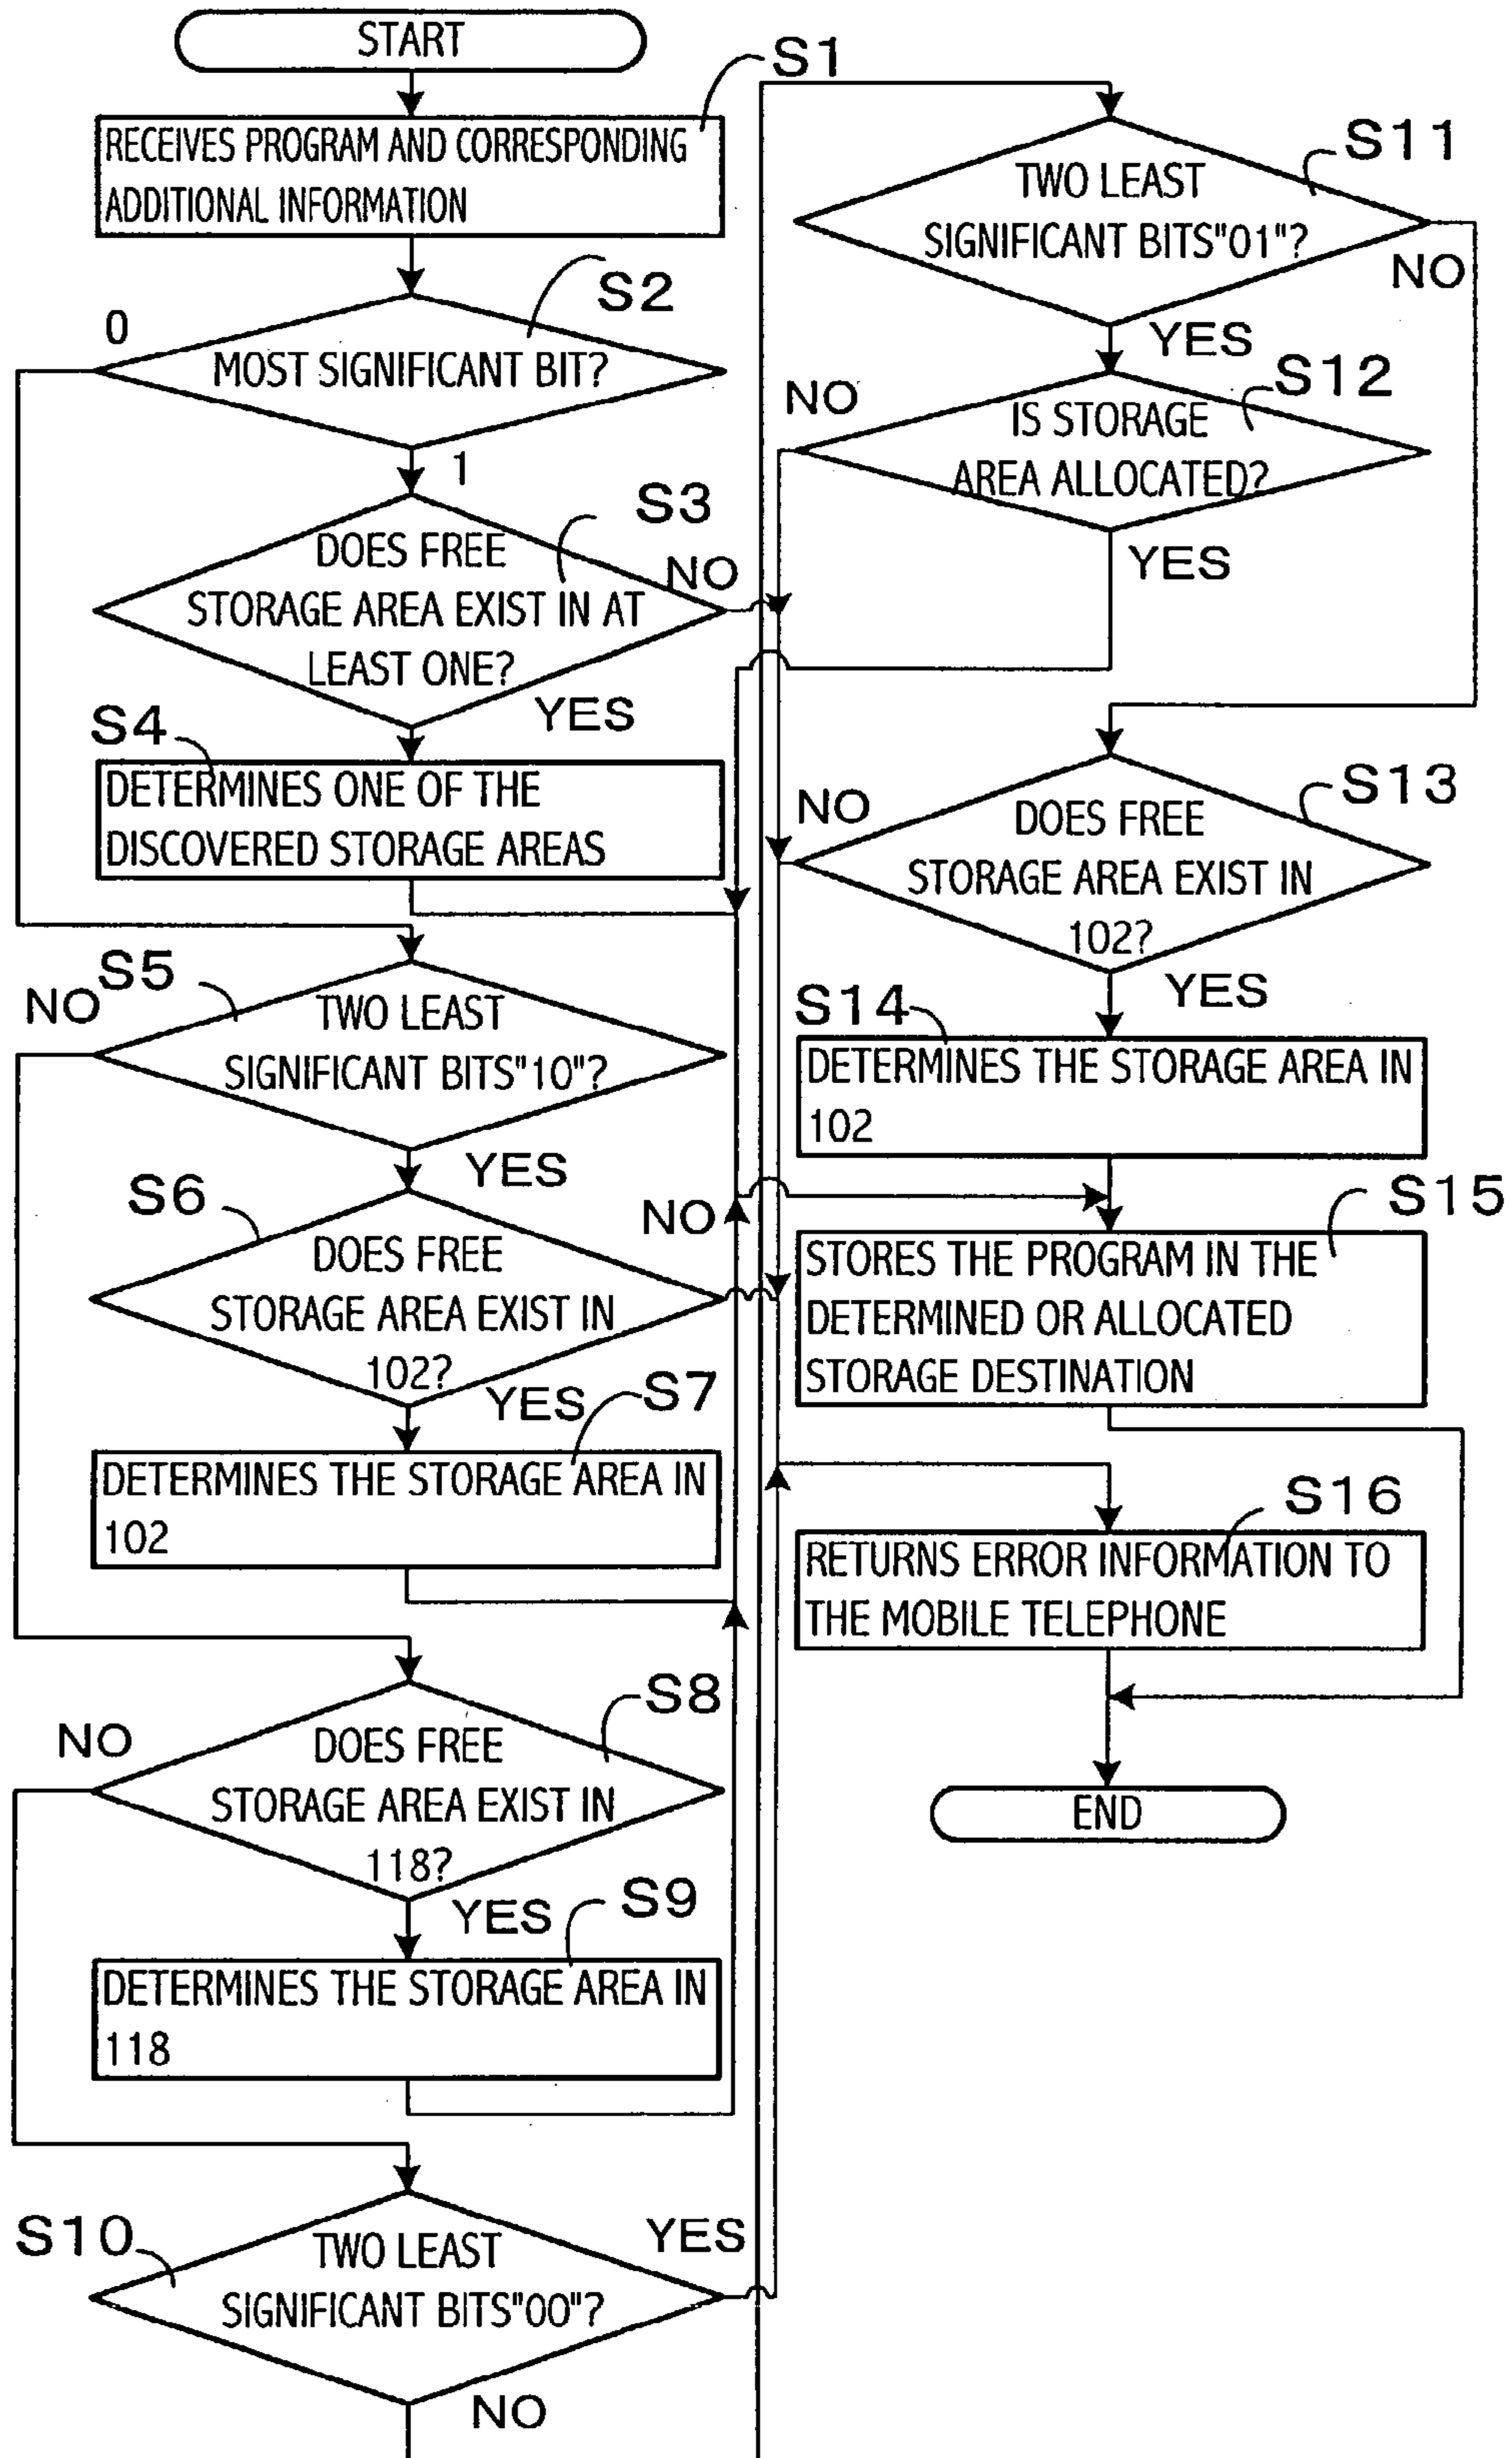 START
S1
RECEIVES PROGRAM AND CORRESPONDING
ADDITIONAL INFORMATION
S2
0
MOST SIGNIFICANT BIT?
1
S3
DOES FREE
STORAGE AREA EXIST IN AT
LEAST ONE?
NO
YES
S4
DETERMINES ONE OF THE
DISCOVERED STORAGE AREAS
S5
NO
TWO LEAST
SIGNIFICANT BITS"10"?
YES
S6
NO
DOES FREE
STORAGE AREA EXIST IN
102?
YES
S7
DETERMINES THE STORAGE AREA IN
102
S8
NO
DOES FREE
STORAGE AREA EXIST IN
118?
YES
S9
DETERMINES THE STORAGE AREA IN
118
S10
TWO LEAST
SIGNIFICANT BITS"00"?
YES
NO
S11
TWO LEAST
SIGNIFICANT BITS"01"?
NO
YES
S12
NO
IS STORAGE
AREA ALLOCATED?
YES
S13
NO
DOES FREE
STORAGE AREA EXIST IN
102?
YES
S14
DETERMINES THE STORAGE AREA IN
102
S15
STORES THE PROGRAM IN THE
DETERMINED OR ALLOCATED
STORAGE DESTINATION
S16
RETURNS ERROR INFORMATION TO
THE MOBILE TELEPHONE
END